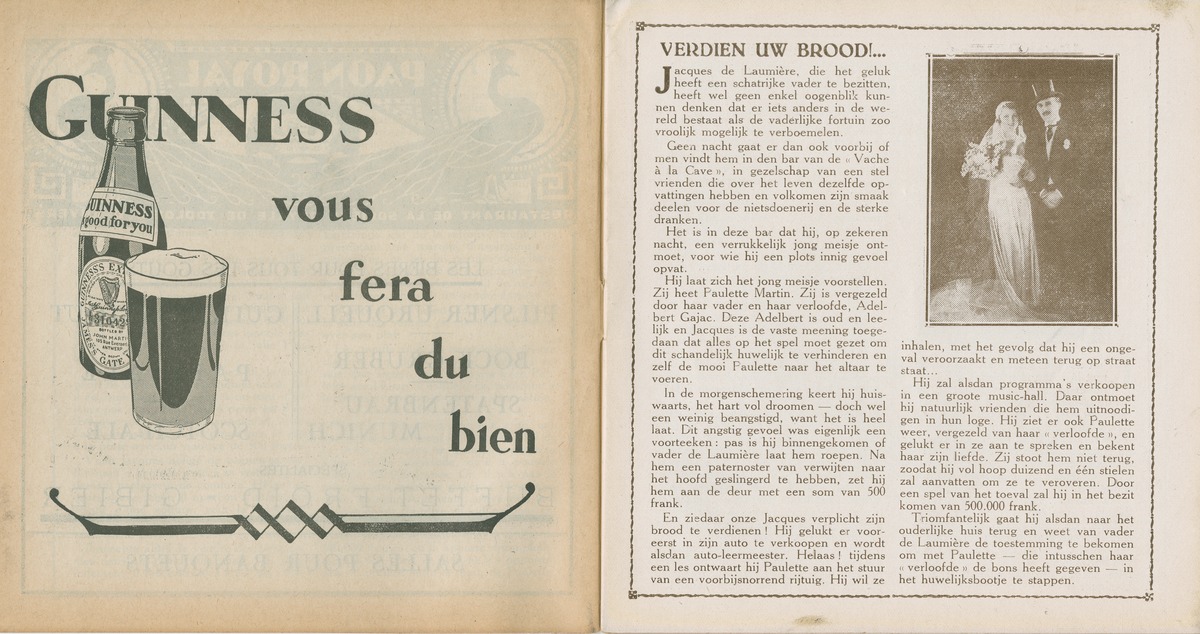 GUINNESS
vous
fera
du
bien
GUINNESS
good for you
GUINNESS'S EX
JOHN MARTIN
ANTWERP
JAMES'S GATE
VERDIEN UW BROOD!...
Jacques de Laumière, die het geluk
heeft een schatrijke vader te bezitten,
heeft wel geen enkel oogenblik kun-
nen denken dat er iets anders in de we-
reld bestaat als de vaderlijke fortuin zoo
vroolijk mogelijk te verboemelen.
Geen nacht gaat er dan ook voorbij of
men vindt hem in den bar van de « Vache
à la Cave », in gezelschap van een stel
vrienden die over het leven dezelfde op-
vattingen hebben en volkomen zijn smaak
deelen voor de nietsdoenerij en de sterke
dranken.
Het is in deze bar dat hij, op zekeren
nacht, een verrukkelijk jong meisje ont-
moet, voor wie hij een plots innig gevoel
opvat.
Hij laat zich het jong meisje voorstellen.
Zij heet Paulette Martin. Zij is vergezeld
door haar vader en haar verloofde, Adel-
bert Gajac. Deze Adelbert is oud en lee-
lijk en Jacques is de vaste meening toege-
daan dat alles op het spel moet gezet om
dit schandelijk huwelijk te verhinderen en
zelf de mooi Paulette naar het altaar te
voeren.
In de morgenschemering keert hij huis-
waarts, het hart vol droomen — doch wel
een weinig beangstigd, want het is heel
laat. Dit angstig gevoel was eigenlijk een
voorteeken : pas is hij binnengekomen of
vader de Laumière laat hem roepen. Na
hem een paternoster van verwijten naar
het hoofd geslingerd te hebben, zet hij
hem aan de deur met een som van 500
frank.
En ziedaar onze Jacques verplicht zijn
brood te verdienen ! Hij gelukt er voor-
eerst in zijn auto te verkoopen en wordt
alsdan auto-leermeester. Helaas ! tijdens
een les ontwaart hij Paulette aan het stuur
van een voorbijsnorrend rijtuig. Hij wil ze
inhalen, met het gevolg dat hij een onge-
val veroorzaakt en meteen terug op straat
staat...
Hij zal alsdan programma's verkoopen
in een groote music-hall. Daar ontmoet
hij natuurlijk vrienden die hem uitnoodi-
gen in hun loge. Hij ziet er ook Paulette
weer, vergezeld van haar « verloofde », en
gelukt er in ze aan te spreken en bekent
haar zijn liefde. Zij stoot hem niet terug,
zoodat hij vol hoop duizend en één stielen
zal aanvatten om ze te veroveren. Door
een spel van het toeval zal hij in het bezit
komen van 500.000 frank.
Triomfantelijk gaat hij alsdan naar het
ouderlijke huis terug en weet van vader
de Laumière de toestemming te bekomen
om met Paulette — die intusschen haar
« verloofde » de bons heeft gegeven — in
het huwelijksbootje te stappen.